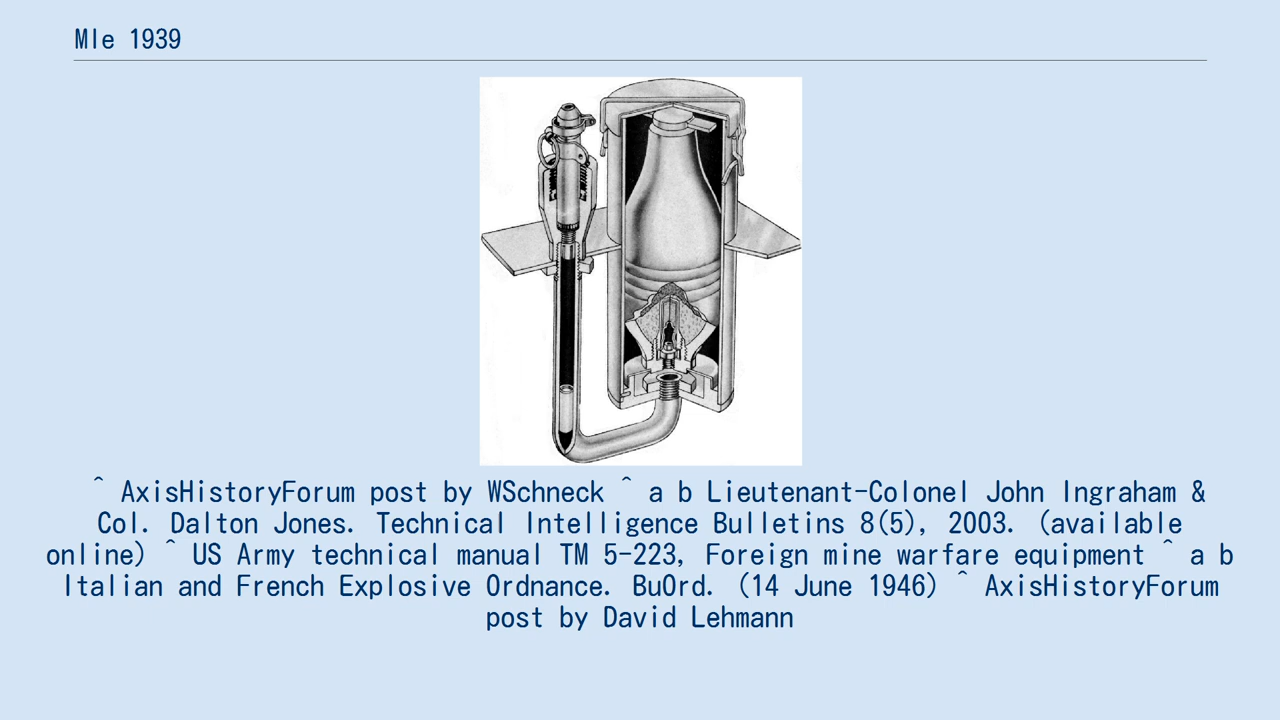 Mle 1939
^ AxisHistoryForum post by WSchneck ^ a b Lieutenant-Colonel John Ingraham &
Col. Dalton Jones. Technical Intelligence Bulletins 8(5), 2003. (available
online) ^ US Army technical manual TM 5-223, Foreign mine warfare equipment ^ a b
Italian and French Explosive Ordnance. BuOrd. (14 June 1946) ^ AxisHistoryForum
post by David Lehmann